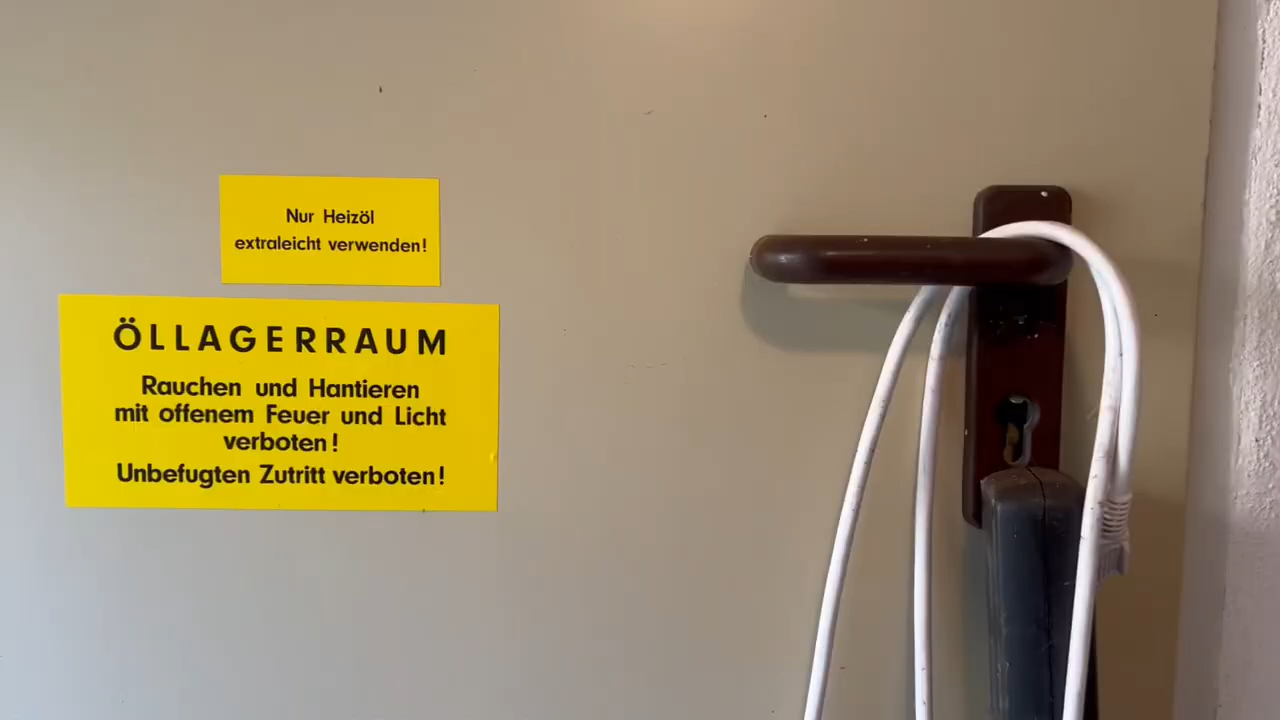 Nur Heizöl
extraleicht verwenden!
ÖLLAGERRAUM
Rauchen und Hantieren
mit offenem Feuer und Licht
verboten!
Unbefugten Zutritt verboten!